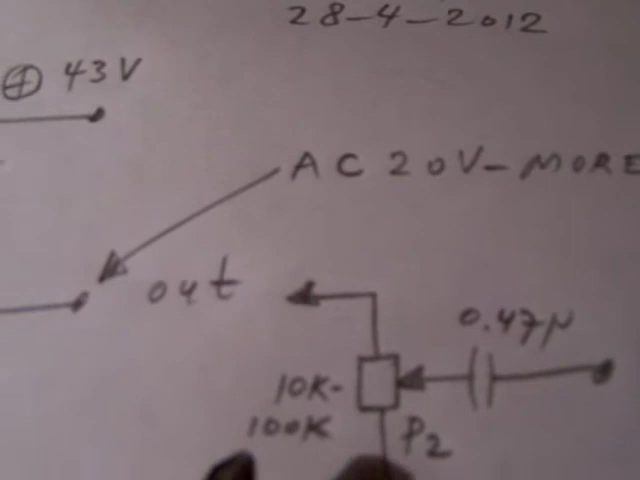 28-4-2012
⊕ 43V
AC 20V-MORE
out
0.47µ
10K-
100K
P2